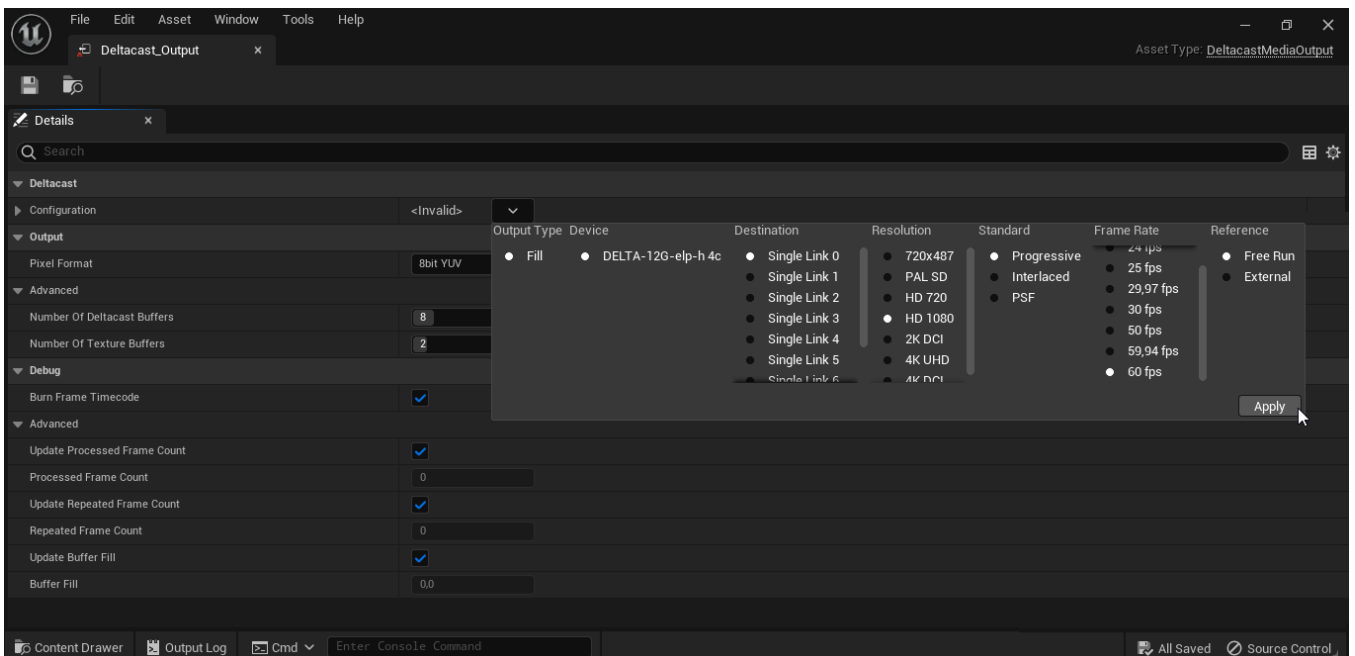 File Edit Asset Window Tools Help
Deltacast_Output
Asset Type: DeltacastMediaOutput
Details
Search
Deltacast
Configuration <Invalid>
Output Type Device Destination Resolution Standard Frame Rate Reference
Output
24 fps
Fill DELTA-12G-elp-h 4c Single Link 0 720x487 Progressive Free Run
Pixel Format 8bit YUV
25 fps
Single Link 1 PAL SD Interlaced External
Advanced
29,97 fps
Single Link 2 HD 720 PSF
30 fps
Number Of Deltacast Buffers 8
Single Link 3 HD 1080
50 fps
Single Link 4 2K DCI
Number Of Texture Buffers 2
59,94 fps
Single Link 5 4K UHD
Debug
60 fps
Single Link 6 4K DCI
Burn Frame Timecode
Apply
Advanced
Update Processed Frame Count
Processed Frame Count 0
Update Repeated Frame Count
Repeated Frame Count 0
Update Buffer Fill
Buffer Fill 0,0
Content Drawer Output Log Cmd Enter Console Command All Saved Source Control